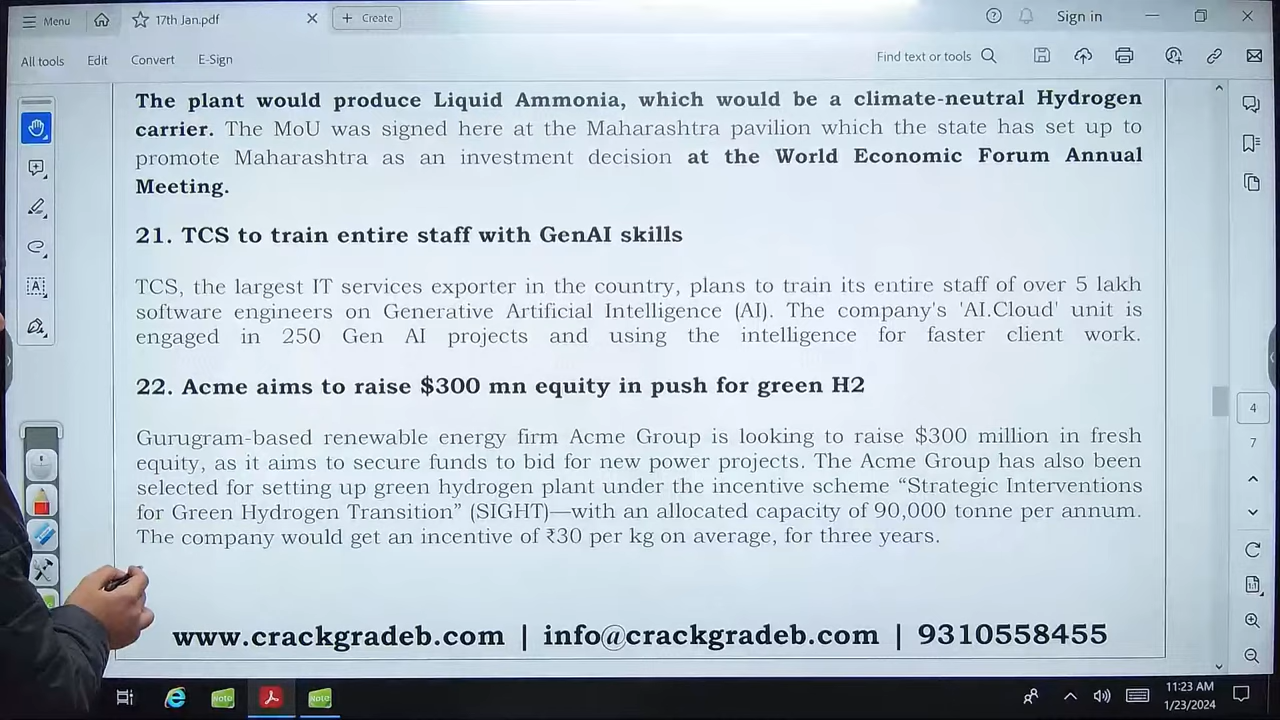 Menu
17th Jan.pdf
Create
Sign in
All tools
Edit
Convert
E-Sign
Find text or tools
The plant would produce Liquid Ammonia, which would be a climate-neutral Hydrogen
carrier. The MoU was signed here at the Maharashtra pavilion which the state has set up to
promote Maharashtra as an investment decision at the World Economic Forum Annual
Meeting.
21. TCS to train entire staff with GenAI skills
TCS, the largest IT services exporter in the country, plans to train its entire staff of over 5 lakh
software engineers on Generative Artificial Intelligence (AI). The company's 'AI.Cloud' unit is
engaged in 250 Gen AI projects and using the intelligence for faster client work.
22. Acme aims to raise $300 mn equity in push for green H2
Gurugram-based renewable energy firm Acme Group is looking to raise $300 million in fresh
equity, as it aims to secure funds to bid for new power projects. The Acme Group has also been
selected for setting up green hydrogen plant under the incentive scheme “Strategic Interventions
for Green Hydrogen Transition” (SIGHT)—with an allocated capacity of 90,000 tonne per annum.
The company would get an incentive of ₹30 per kg on average, for three years.
www.crackgradeb.com | info@crackgradeb.com | 9310558455
4
7
11:23 AM
1/23/2024